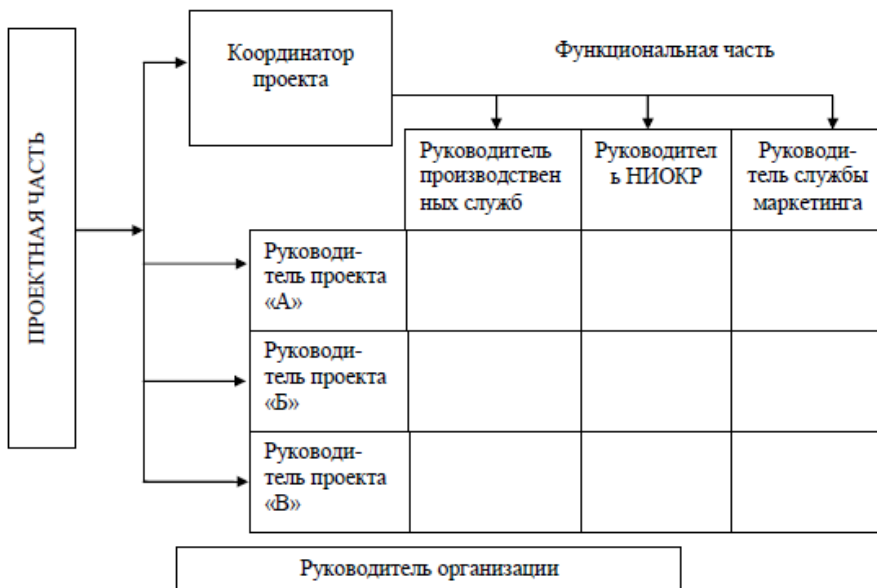 ПРОЕКТНАЯ ЧАСТЬ
Координатор
проекта
Функциональная часть
Руководитель
производствен
ных служб
Руководител
ь НИОКР
Руководи-
тель службы
маркетинга
Руководи-
тель проекта
«А»
Руководи-
тель проекта
«Б»
Руководи-
тель проекта
«В»
Руководитель организации